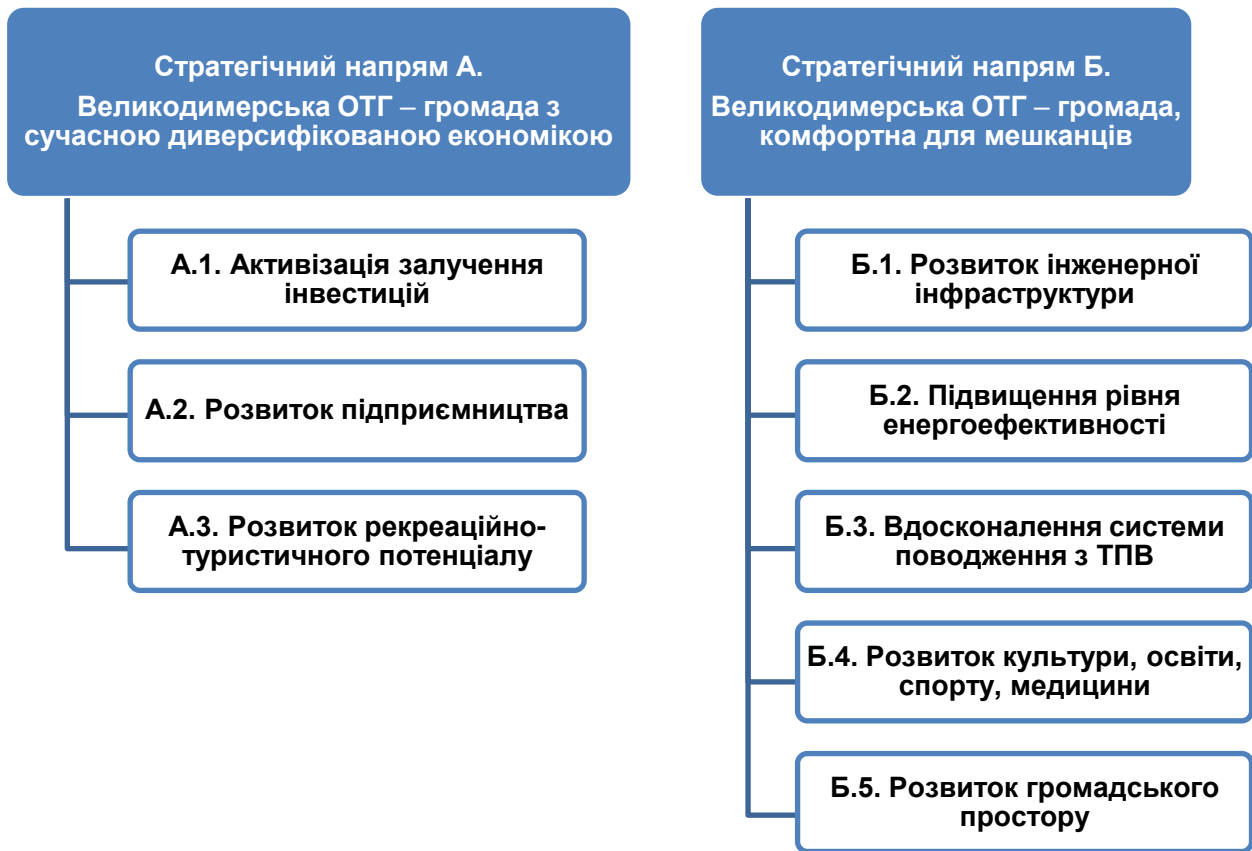 Стратегічний напрям А.
Великодимерська ОТГ – громада з
сучасною диверсифікованою економікою
А.1. Активізація залучення
інвестицій
А.2. Розвиток підприємництва
А.3. Розвиток рекреаційно-
туристичного потенціалу
Стратегічний напрям Б.
Великодимерська ОТГ – громада,
комфортна для мешканців
Б.1. Розвиток інженерної
інфраструктури
Б.2. Підвищення рівня
енергоефективності
Б.3. Вдосконалення системи
поводження з ТПВ
Б.4. Розвиток культури, освіти,
спорту, медицини
Б.5. Розвиток громадського
простору